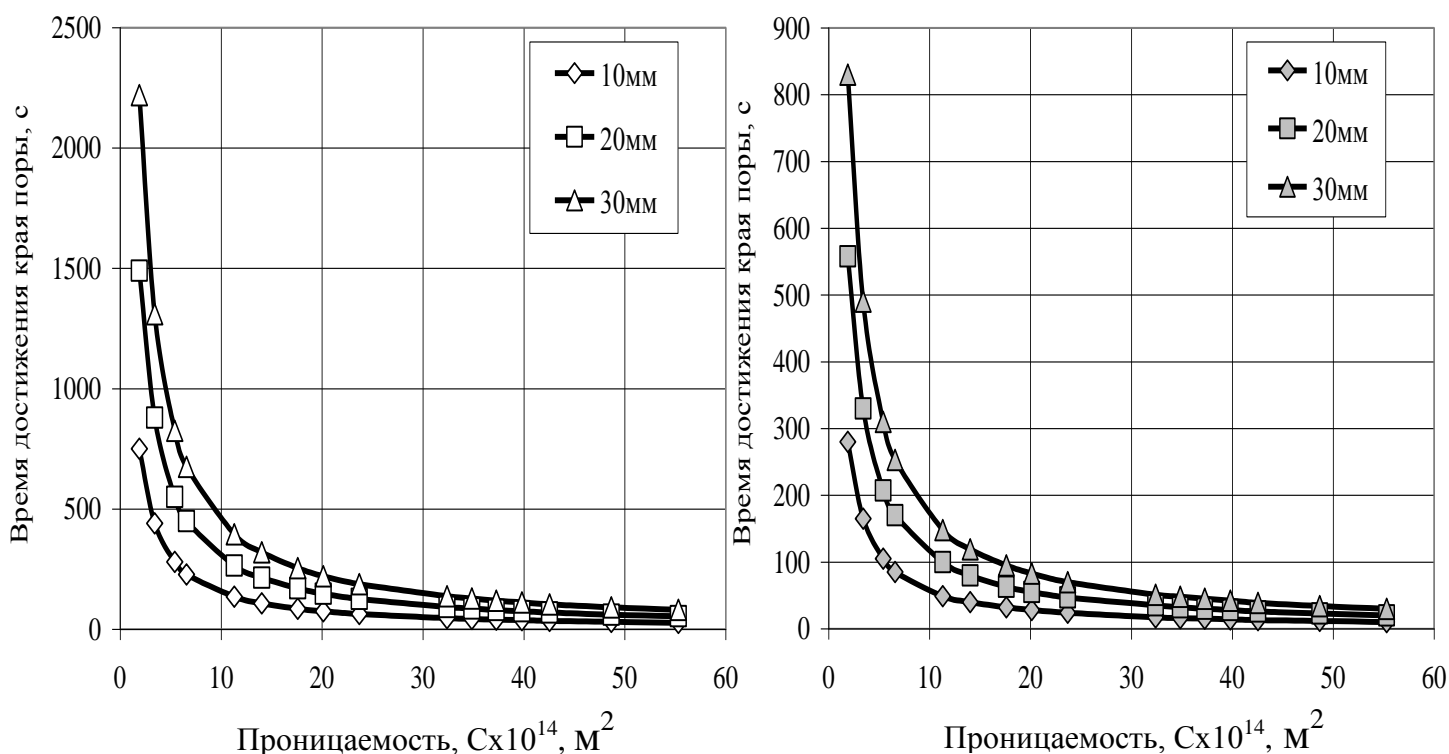 2500
2000
1500
1000
500
0
0 10 20 30 40 50 60
Время достижения края поры, с
Проницаемость, Сх10¹⁴, м²
10мм
20мм
30мм
900
800
700
600
500
400
300
200
100
0
0 10 20 30 40 50 60
Время достижения края поры, с
Проницаемость, Сх10¹⁴, м²
10мм
20мм
30мм